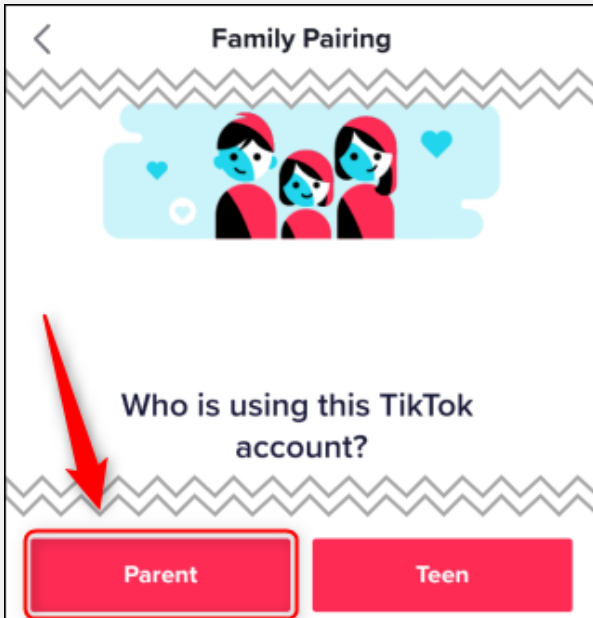 Family Pairing
Who is using this TikTok
account?
Parent
Teen